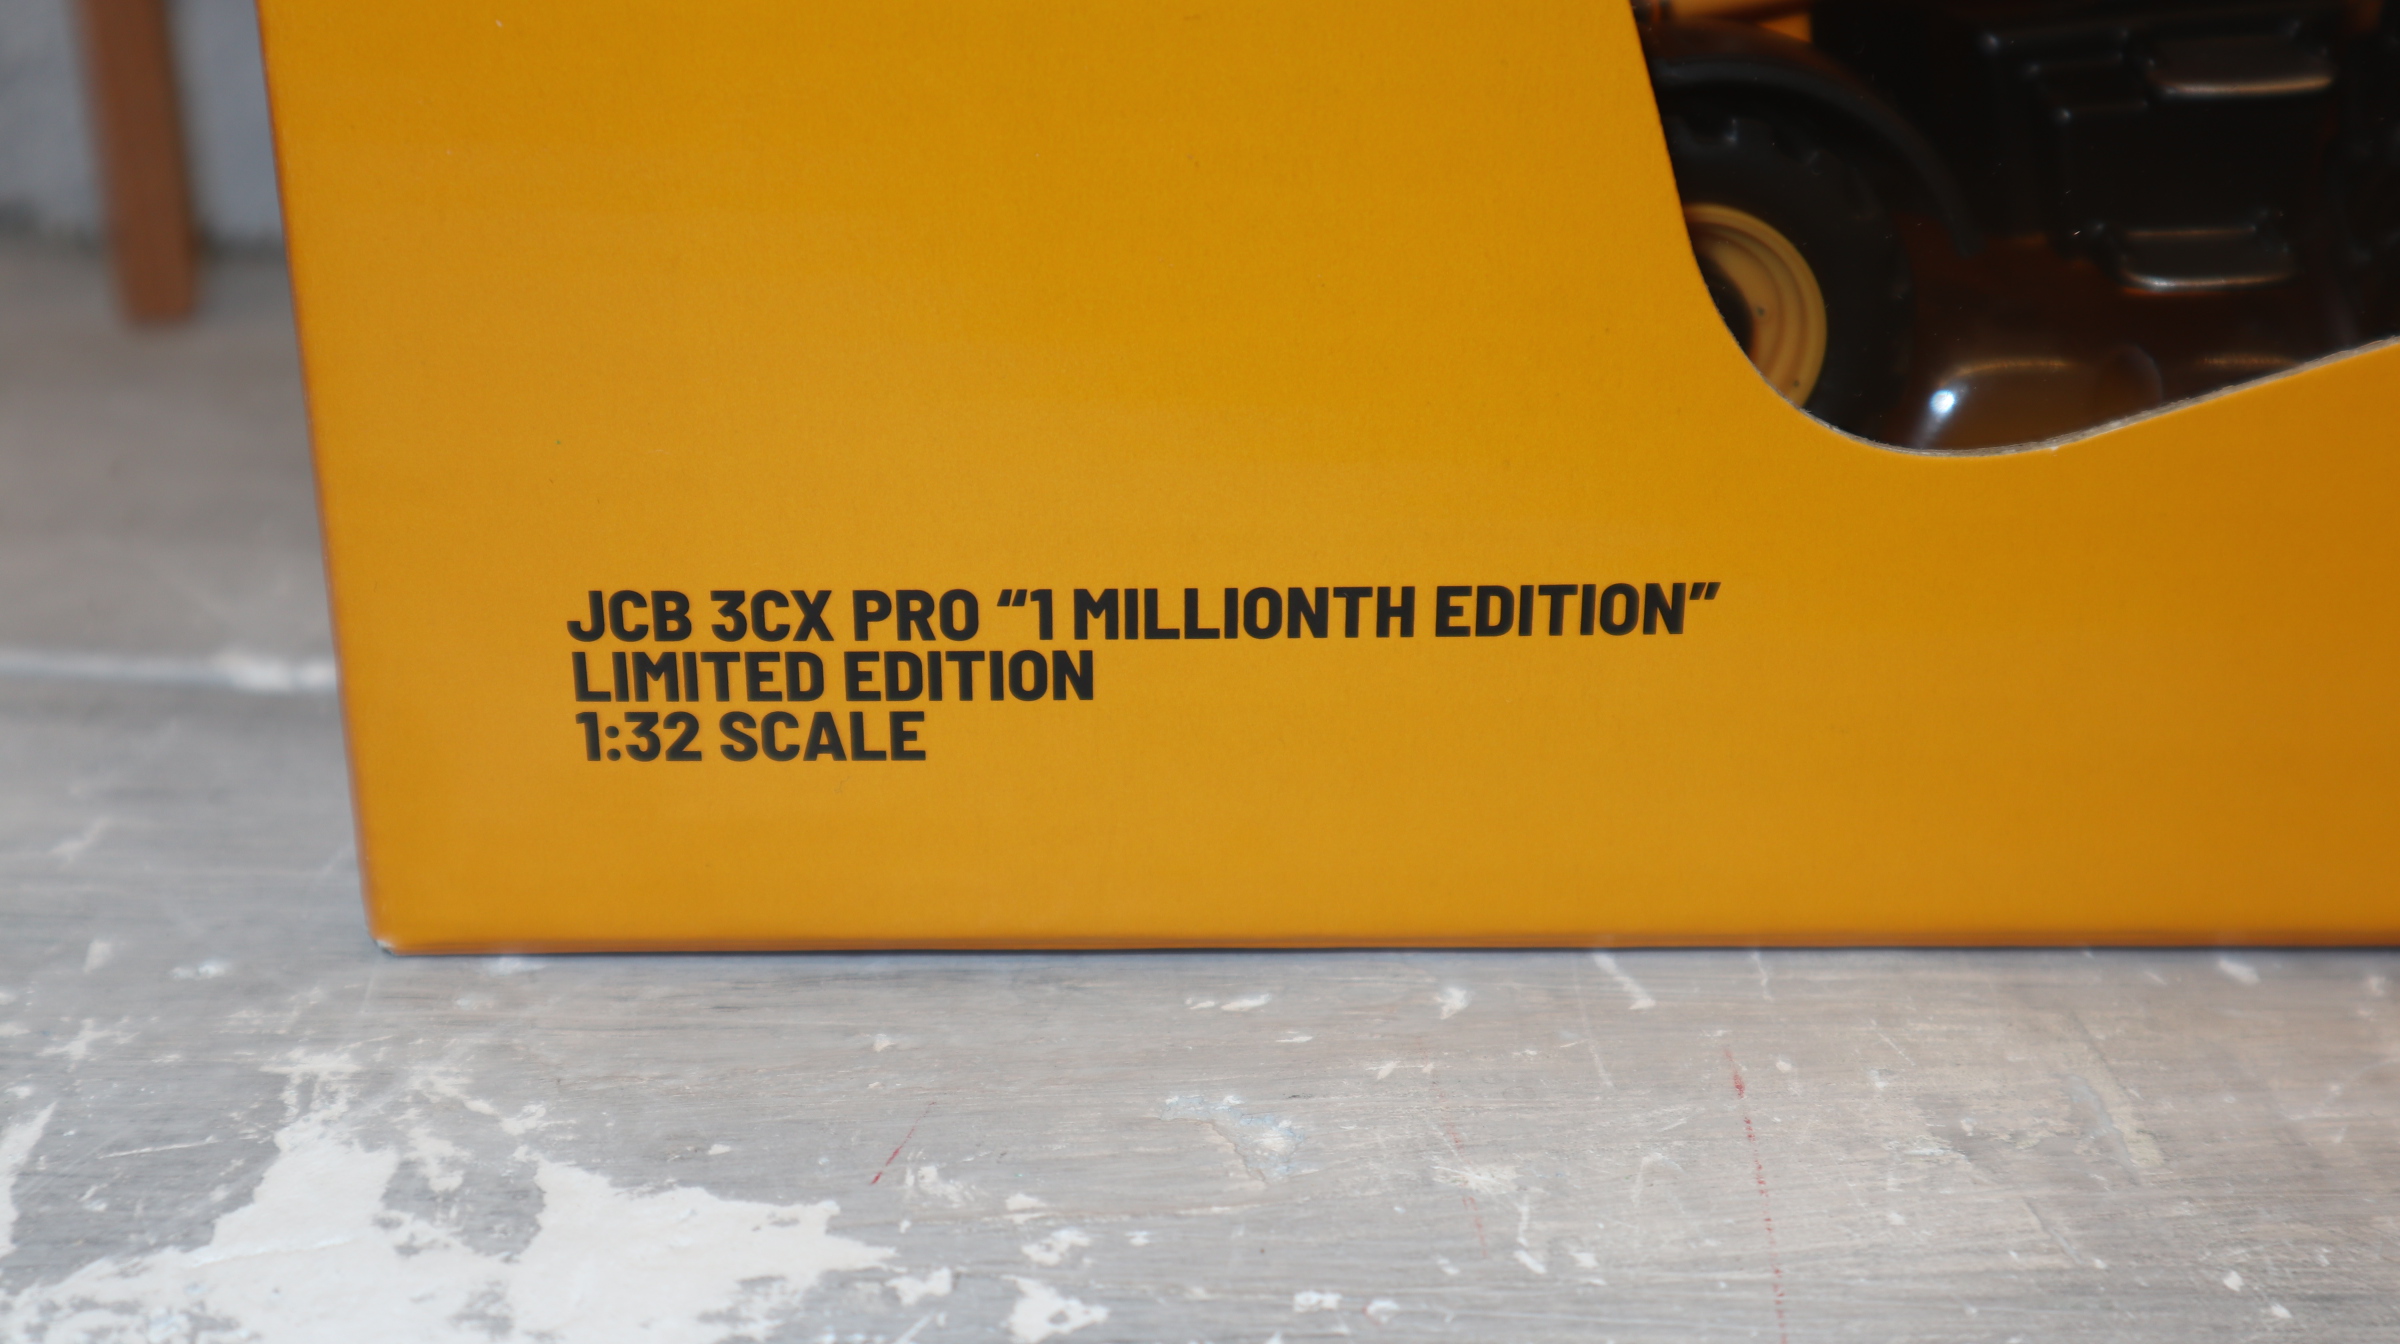 JCB 3CX PRO “1 MILLIONTH EDITION”
LIMITED EDITION
1:32 SCALE